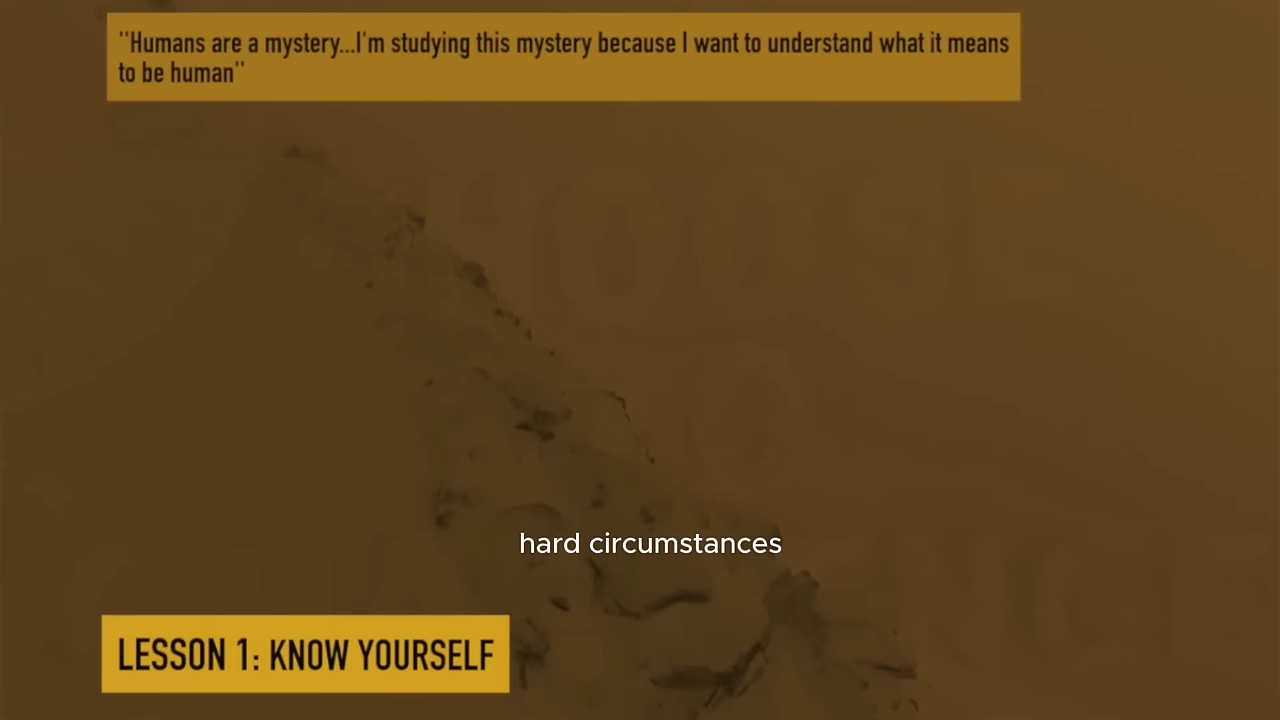 "Humans are a mystery...I'm studying this mystery because I want to understand what it means
to be human"
hard circumstances
LESSON 1: KNOW YOURSELF